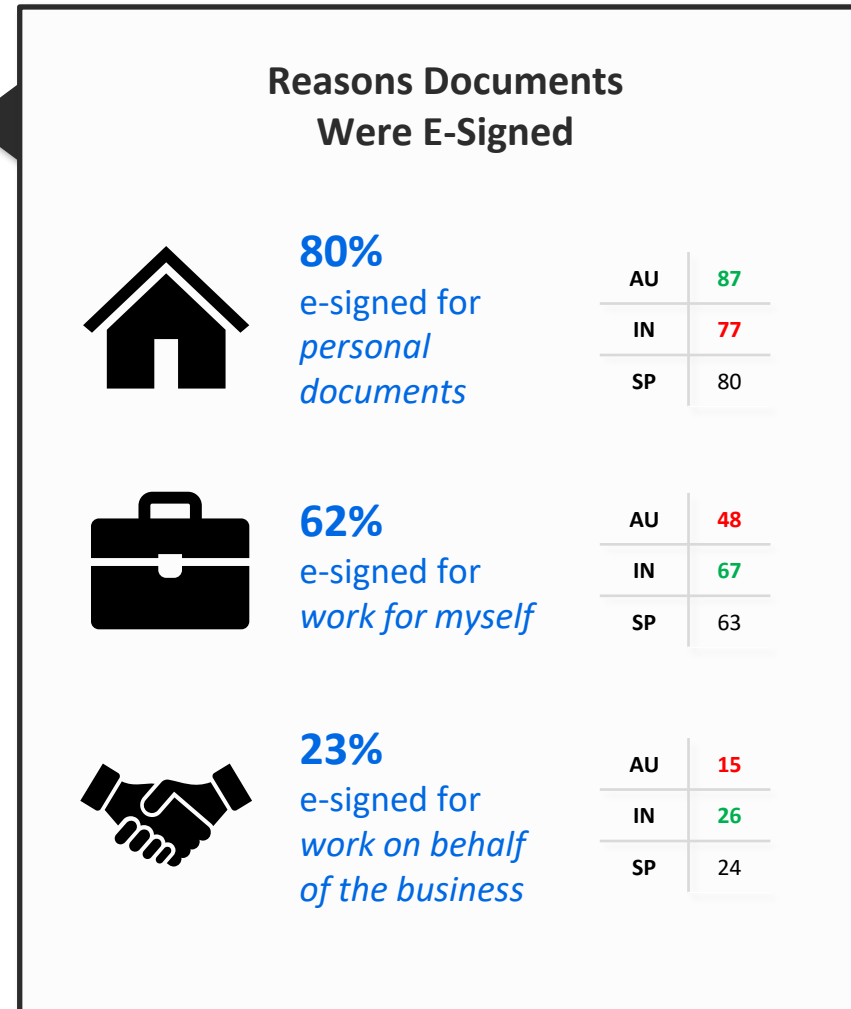 Reasons Documents
Were E-Signed
80%
e-signed for
personal
documents
AU 87
IN 77
SP 80
62%
e-signed for
work for myself
AU 48
IN 67
SP 63
23%
e-signed for
work on behalf
of the business
AU 15
IN 26
SP 24